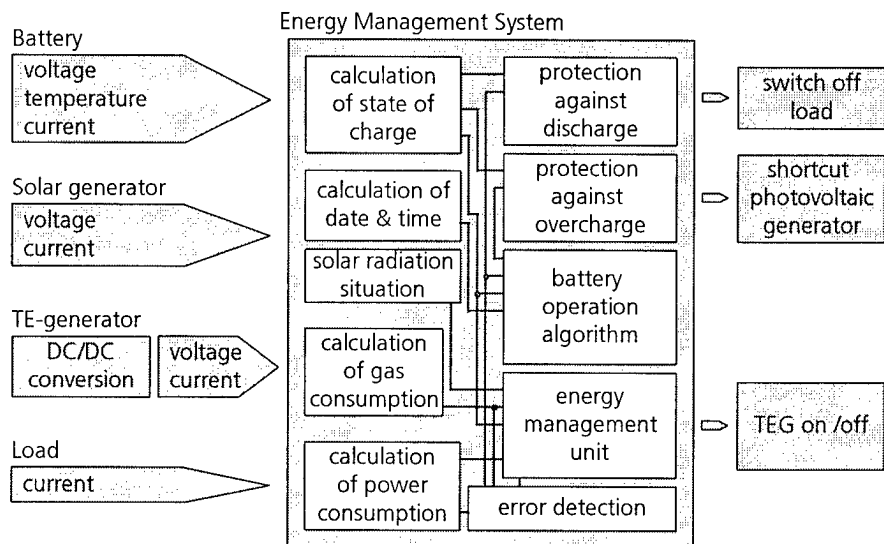 Energy Management System
Battery
voltage
temperature
current
Solar generator
voltage
current
TE-generator
DC/DC
conversion
voltage
current
Load
current
calculation
of state of
charge
calculation of
date & time
solar radiation
situation
calculation
of gas
consumption
calculation
of power
consumption
protection
against
discharge
protection
against
overcharge
battery
operation
algorithm
energy
management
unit
error detection
switch off
load
shortcut
photovoltaic
generator
TEG on /off